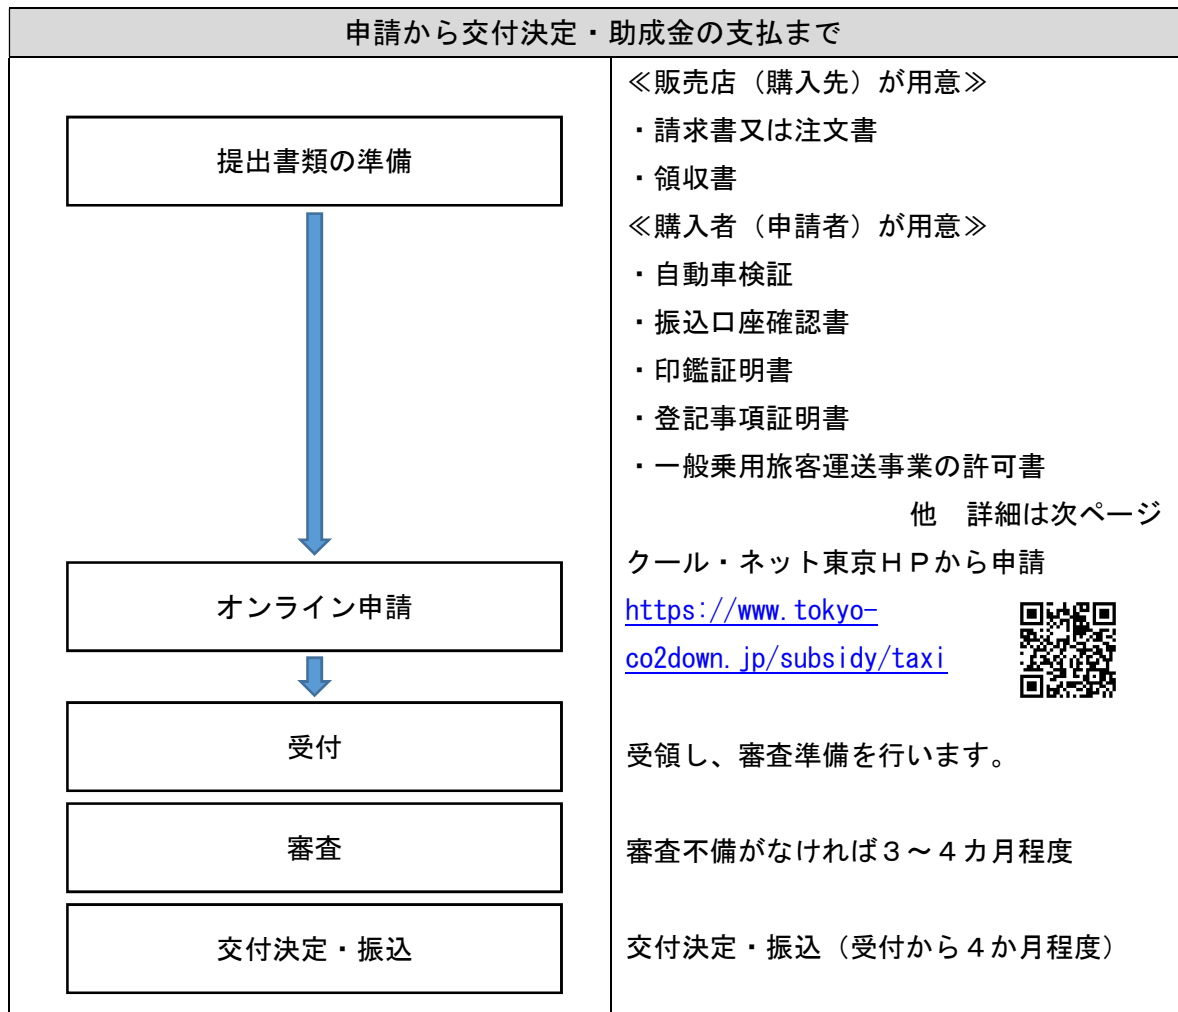 申請から交付決定・助成金の支払まで
提出書類の準備
≪販売店（購入先）が用意≫
・請求書又は注文書
・領収書
≪購入者（申請者）が用意≫
・自動車検証
・振込口座確認書
・印鑑証明書
・登記事項証明書
・一般乗用旅客運送事業の許可書
他　詳細は次ページ
オンライン申請
クール・ネット東京ＨＰから申請
https://www.tokyo-
co2down.jp/subsidy/taxi
受付
受領し、審査準備を行います。
審査
審査不備がなければ３～４カ月程度
交付決定・振込
交付決定・振込（受付から４か月程度）